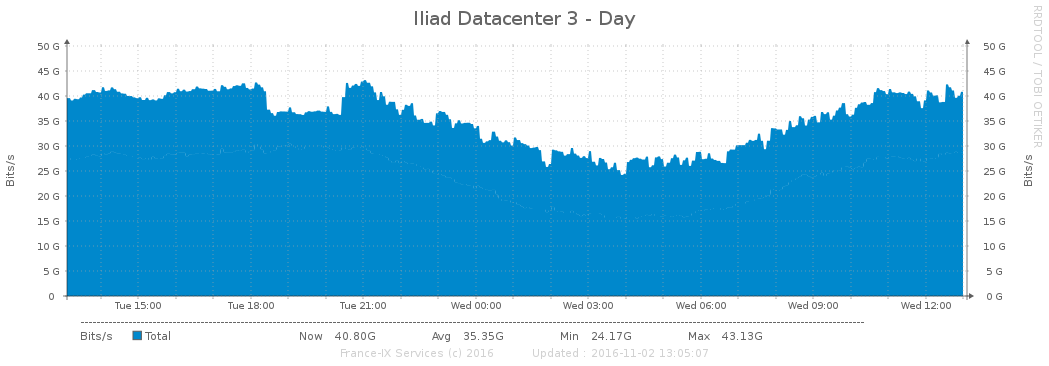 Iliad Datacenter 3 - Day
RRDTOOL / TOBI OETIKER
Bits/s
50 G
45 G
40 G
35 G
30 G
25 G
20 G
15 G
10 G
5 G
0
50 G
45 G
40 G
35 G
30 G
25 G
20 G
15 G
10 G
5 G
0 G
Bits/s
Tue 15:00 Tue 18:00 Tue 21:00 Wed 00:00 Wed 03:00 Wed 06:00 Wed 09:00 Wed 12:00
Bits/s Total Now 40.80G Avg 35.35G Min 24.17G Max 43.13G
France-IX Services (c) 2016 Updated : 2016-11-02 13:05:07